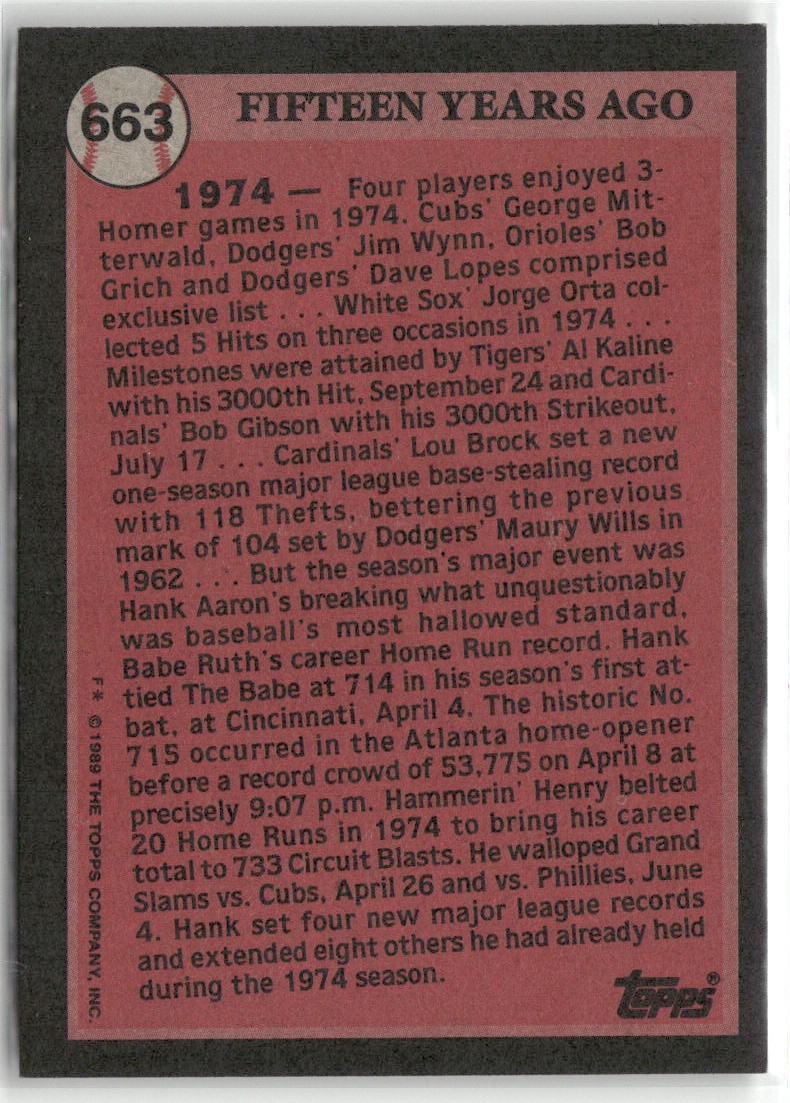 663
FIFTEEN YEARS AGO
1974 — Four players enjoyed 3-
Homer games in 1974. Cubs' George Mit-
terwald, Dodgers' Jim Wynn, Orioles' Bob
Grich and Dodgers' Dave Lopes comprised
exclusive list . . . White Sox' Jorge Orta col-
lected 5 Hits on three occasions in 1974 . . .
Milestones were attained by Tigers' Al Kaline
with his 3000th Hit, September 24 and Cardi-
nals' Bob Gibson with his 3000th Strikeout,
July 17 . . . Cardinals' Lou Brock set a new
one-season major league base-stealing record
with 118 Thefts, bettering the previous
mark of 104 set by Dodgers' Maury Wills in
1962 . . . But the season's major event was
Hank Aaron's breaking what unquestionably
was baseball's most hallowed standard,
Babe Ruth's career Home Run record. Hank
tied The Babe at 714 in his season's first at-
bat, at Cincinnati, April 4. The historic No.
715 occurred in the Atlanta home-opener
before a record crowd of 53,775 on April 8 at
precisely 9:07 p.m. Hammerin' Henry belted
20 Home Runs in 1974 to bring his career
total to 733 Circuit Blasts. He walloped Grand
Slams vs. Cubs, April 26 and vs. Phillies, June
4. Hank set four new major league records
and extended eight others he had already held
during the 1974 season.
F* © 1989 THE TOPPS COMPANY, INC.
topps®